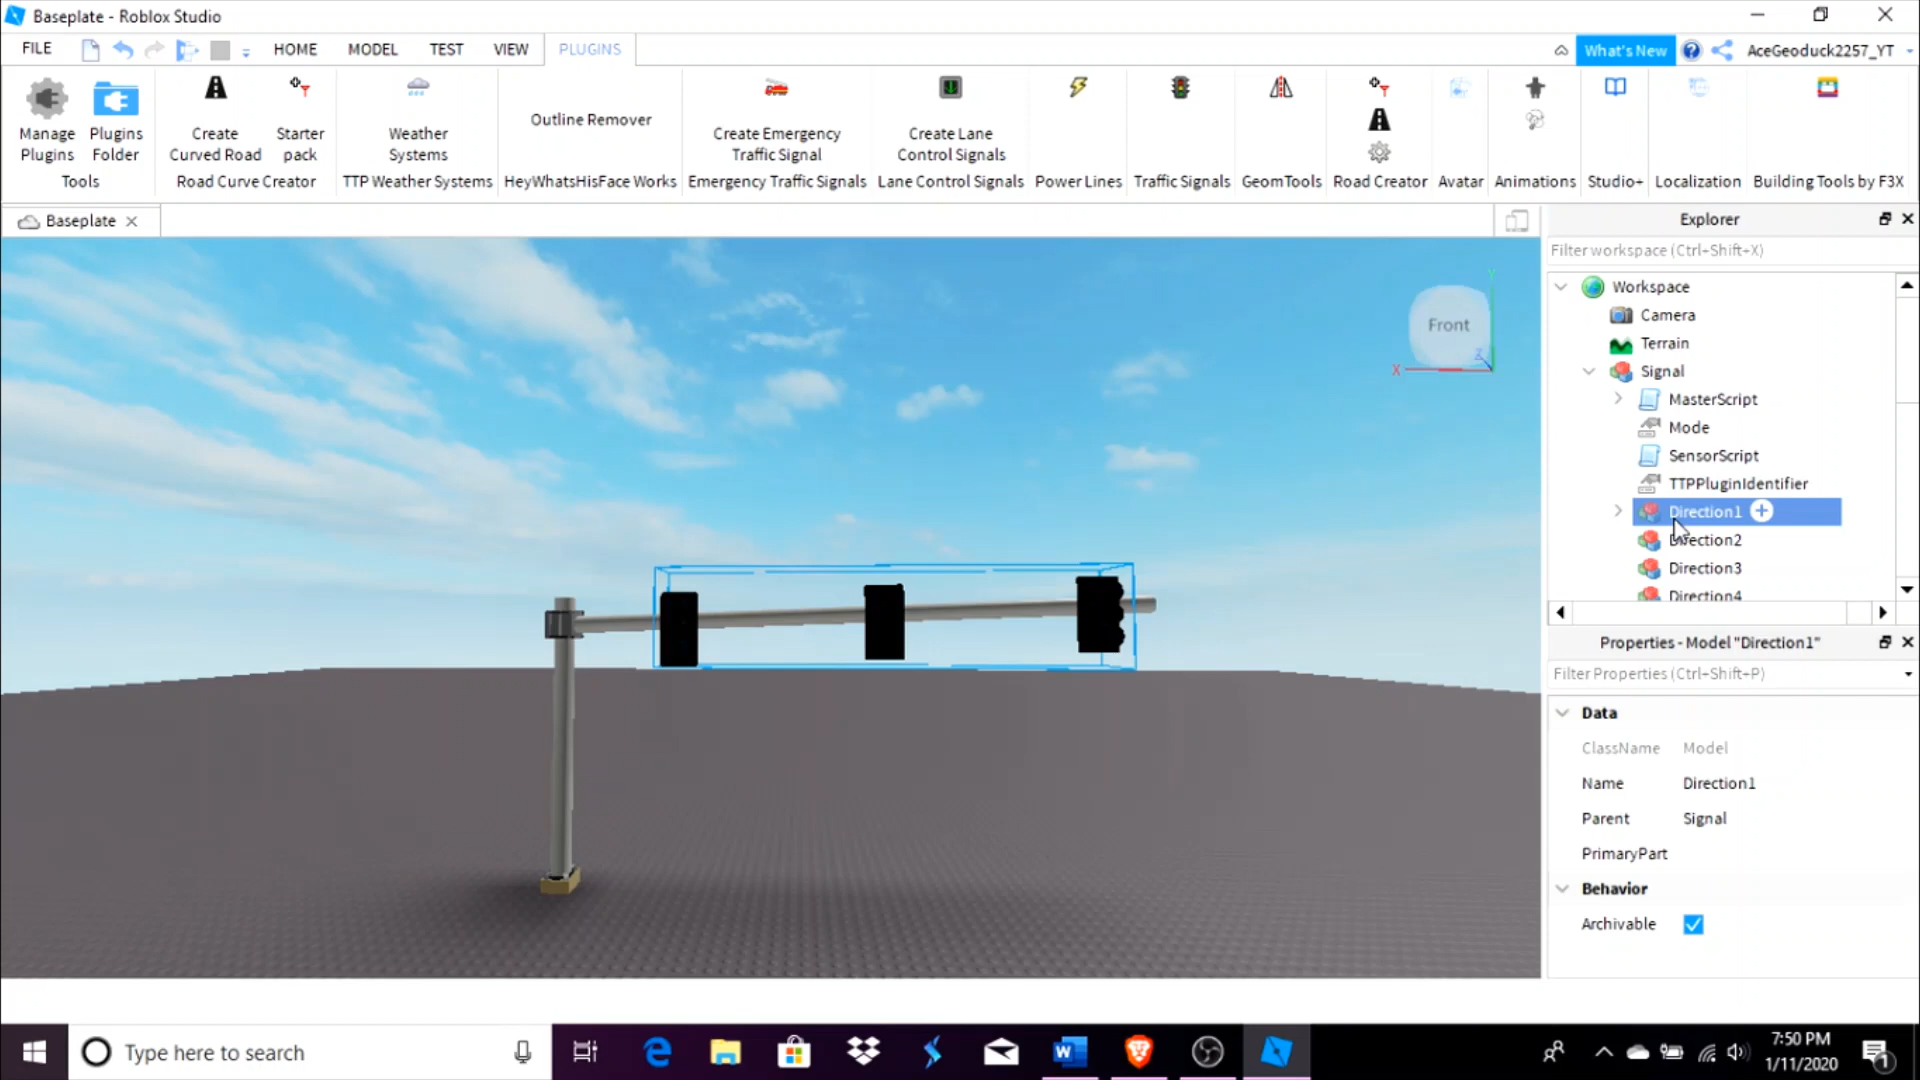 Baseplate - Roblox Studio
FILE
HOME
MODEL
TEST
VIEW
PLUGINS
What's New
AceGeoduck2257_YT
Manage
Plugins
Plugins
Folder
Tools
Create
Curved Road
Starter
pack
Road Curve Creator
Weather
Systems
TTP Weather Systems
Outline Remover
HeyWhatsHisFace Works
Create Emergency
Traffic Signal
Emergency Traffic Signals
Create Lane
Control Signals
Lane Control Signals
Power Lines
Traffic Signals
GeomTools
Road Creator
Avatar
Animations
Studio+
Localization
Building Tools by F3X
Baseplate
Front
X
Y
Z
Explorer
Filter workspace (Ctrl+Shift+X)
Workspace
Camera
Terrain
Signal
MasterScript
Mode
SensorScript
TTPPluginIdentifier
Direction1
Direction2
Direction3
Direction4
Properties - Model "Direction1"
Filter Properties (Ctrl+Shift+P)
Data
ClassName Model
Name Direction1
Parent Signal
PrimaryPart
Behavior
Archivable
Type here to search
7:50 PM
1/11/2020
1